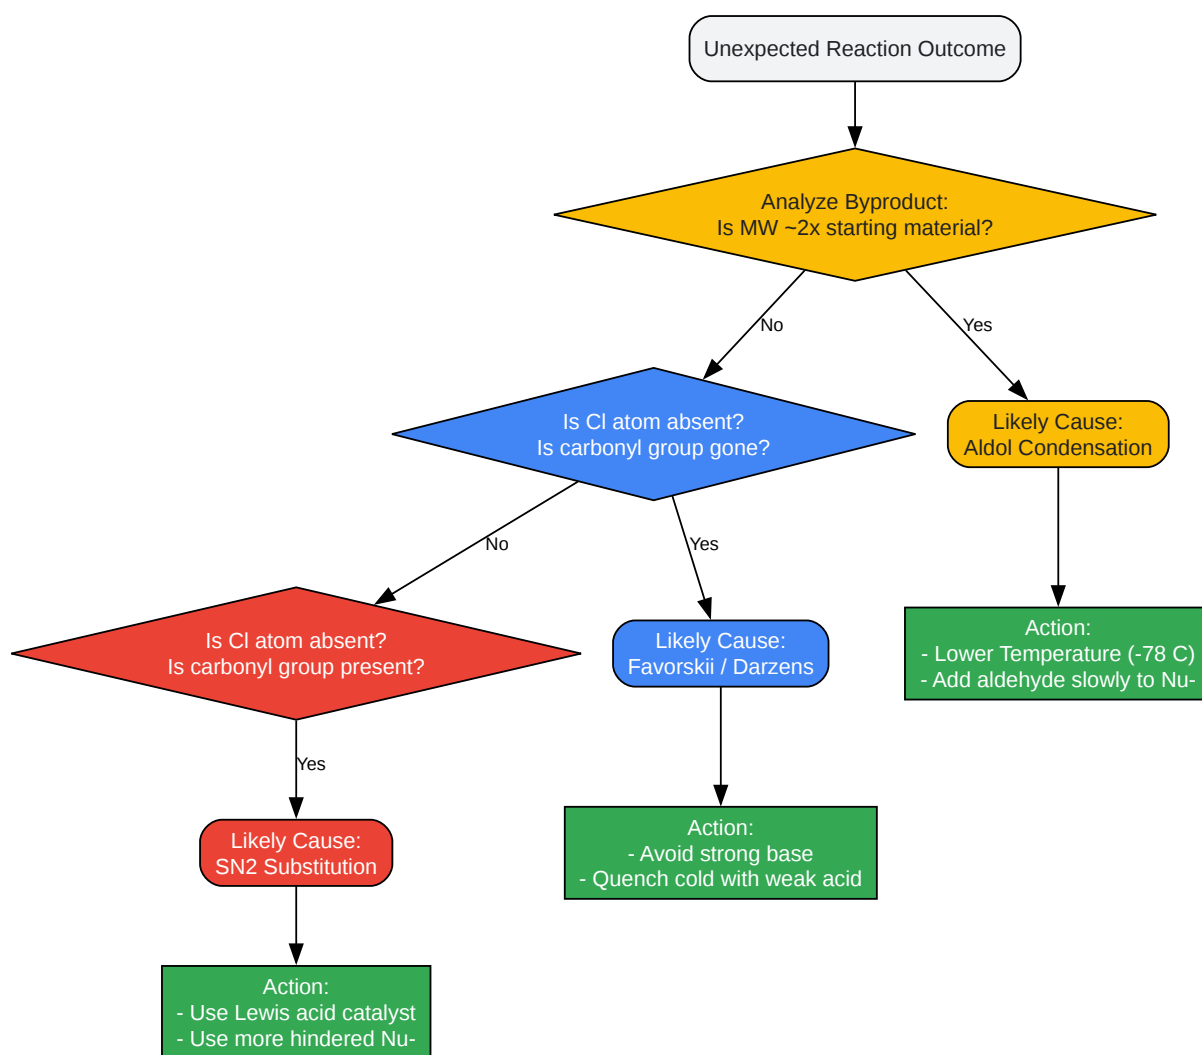 Unexpected Reaction Outcome
Analyze Byproduct:
Is MW ~2x starting material?
No
Yes
Is Cl atom absent?
Is carbonyl group gone?
Likely Cause:
Aldol Condensation
No
Yes
Is Cl atom absent?
Is carbonyl group present?
Likely Cause:
Favorskii / Darzens
Action:
- Lower Temperature (-78 C)
- Add aldehyde slowly to Nu-
Yes
Likely Cause:
SN2 Substitution
Action:
- Avoid strong base
- Quench cold with weak acid
Action:
- Use Lewis acid catalyst
- Use more hindered Nu-